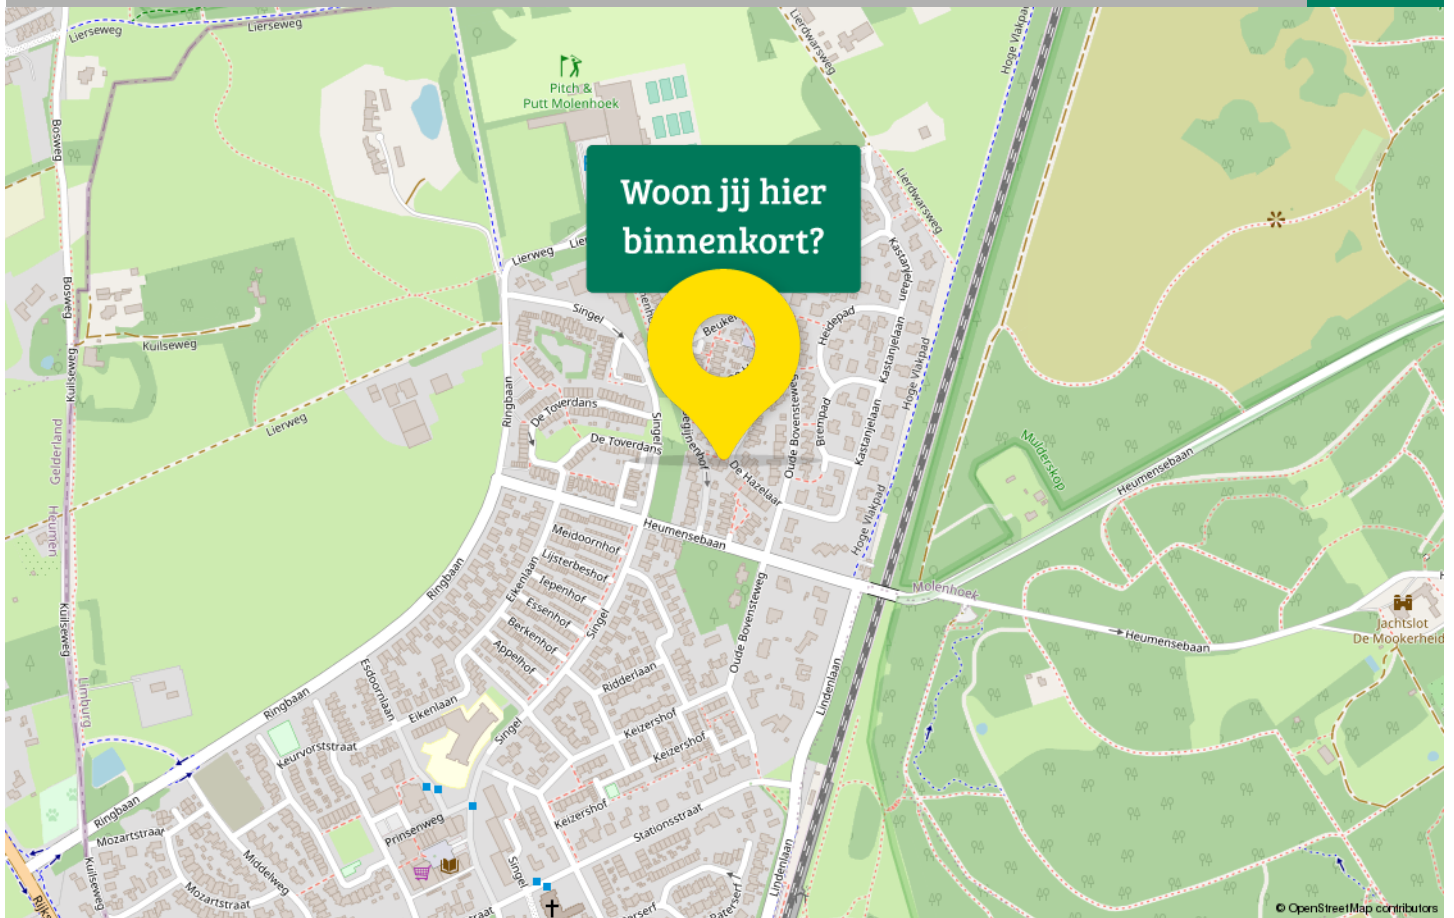 Lierseweg
Lierseweg
Lierdwarsweg
Hoge Vlakpad
Pitch &
Putt Molenhoek
Bosweg
Woon jij hier
binnenkort?
Lierdwarsweg
Lierweg
Kastanjelaan
Bosweg
Singel
Heidepad
Kuilseweg
Kuilseweg
Kastanjelaan
Hoge Vlakpad
Ringbaan
De Toverdans
Lierweg
Singel
De Toverdans
Oude Bovensteweg
Brempad
Kastanjelaan
Gelderland
Heumen
De Hazelaar
Mulderskop
Heumensebaan
Hoge Vlakpad
Heumensebaan
Meidoornhof
Lijsterbeshof
Iepenhof
Essenhof
Berkenhof
Appelhof
Eikenlaan
Singel
Ringbaan
Molenhoek
Heumensebaan
Jachtslot
De Mookerheid
Kuilseweg
Oude Bovensteweg
Limburg
Esdoornlaan
Ridderlaan
Lindenlaan
Ringbaan
Eikenlaan
Singel
Keizershof
Keizershof
Keurvorststraat
Ringbaan
Mozartstraat
Prinsenweg
Keizershof
Stationsstraat
Middelweg
Kuilseweg
Mozartstraat
Singel
Lindenlaan
Paterserf
© OpenStreetMap contributors